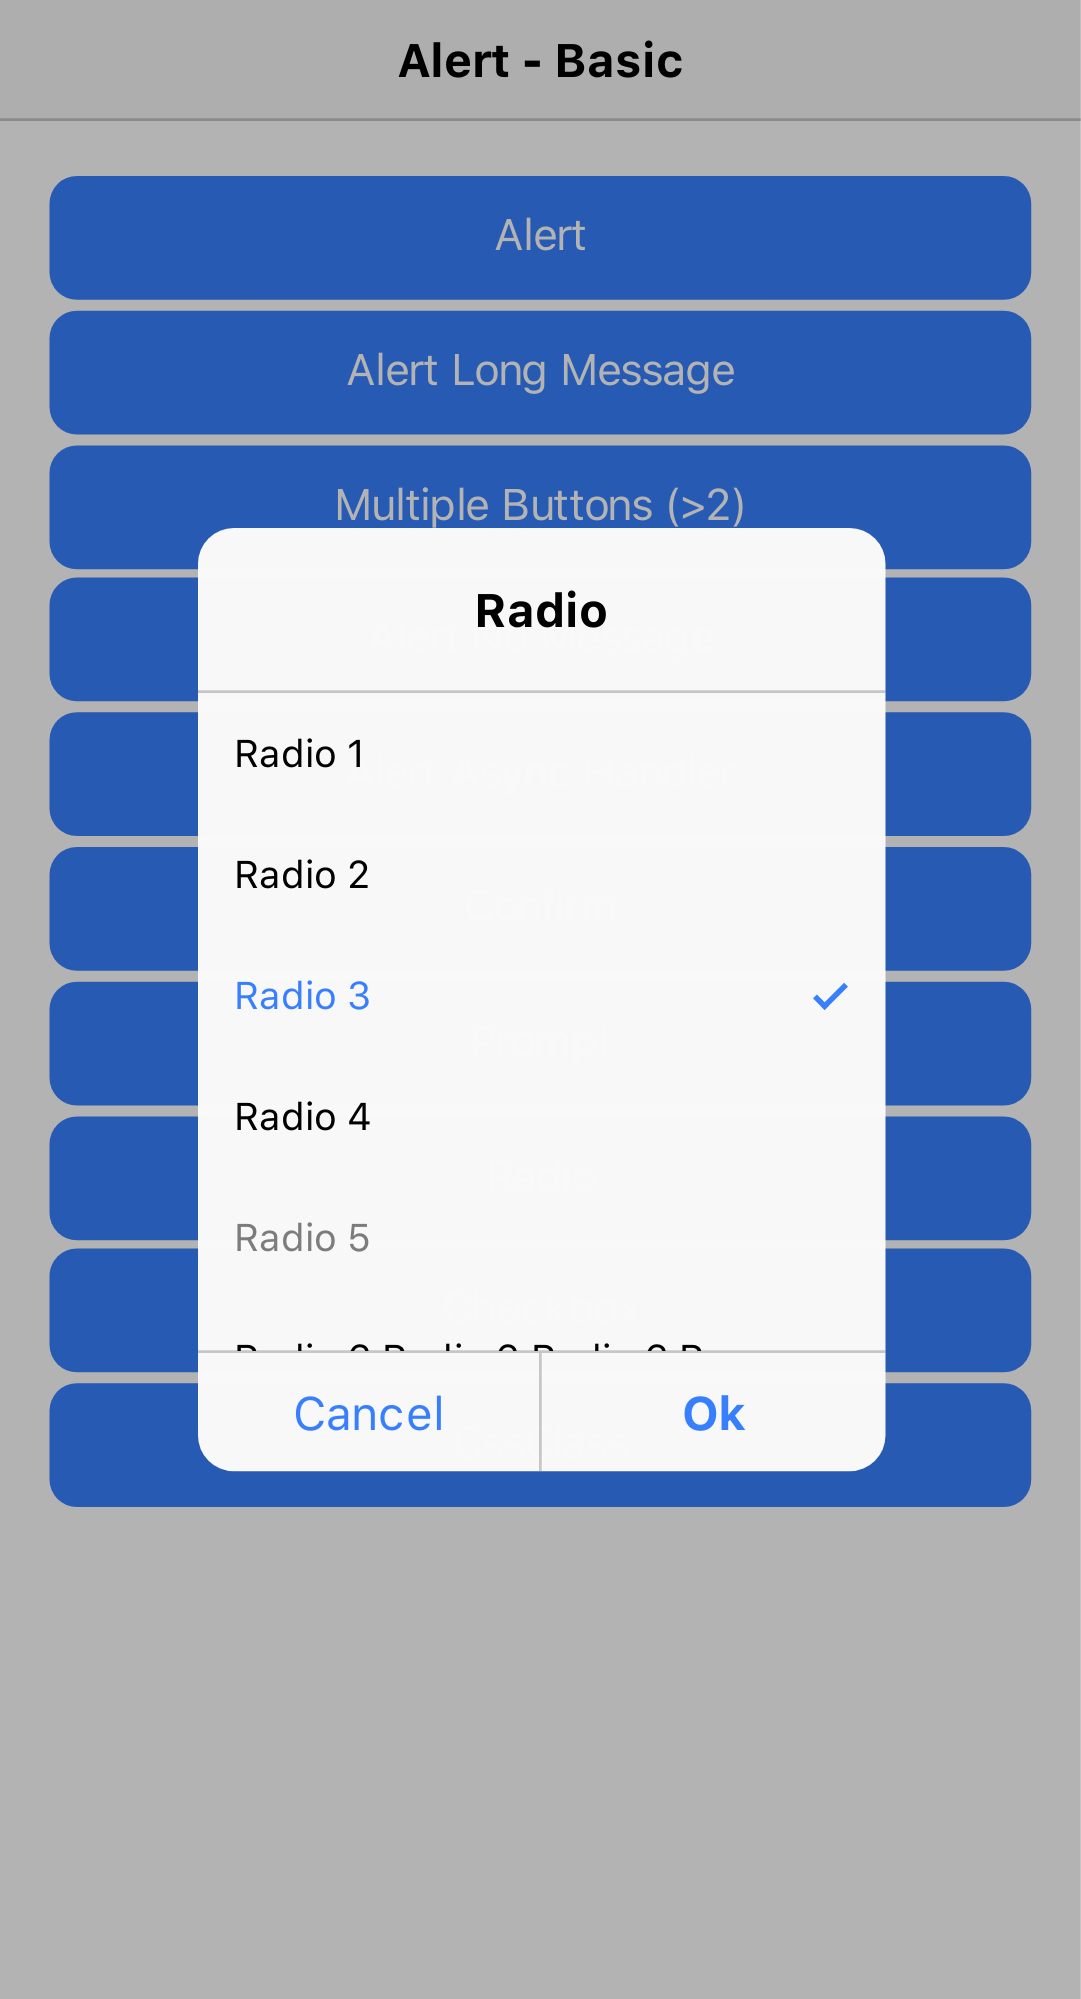 Alert - Basic
Alert
Alert Long Message
Multiple Buttons (>2)
Radio
Radio 1
Radio 2
Radio 3
Radio 4
Radio 5
Cancel
Ok